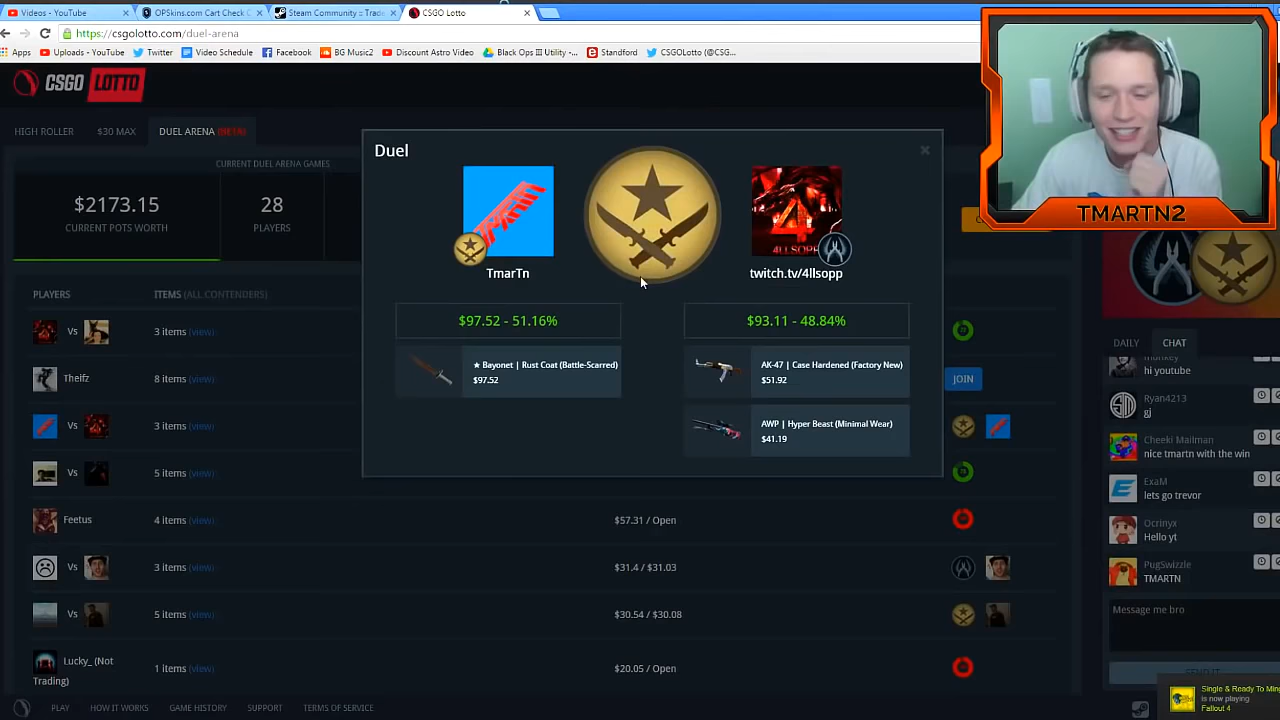 Videos - YouTube
OPSkins.com Cart Check
Steam Community :: Trade
CSGO Lotto
https://csgolotto.com/duel-arena
Apps
Uploads - YouTube
Twitter
Video Schedule
Facebook
BG Music2
Discount Astro Video
Black Ops III Utility -...
Standford
CSGOLotto (@CSG...
CSGO LOTTO
HIGH ROLLER
$30 MAX
DUEL ARENA (BETA)
CURRENT DUEL ARENA GAMES
$2173.15
CURRENT POTS WORTH
28
PLAYERS
Duel
TmarTn
4
4LLSOPP
twitch.tv/4llsopp
$97.52 - 51.16%
$93.11 - 48.84%
★ Bayonet | Rust Coat (Battle-Scarred)
$97.52
AK-47 | Case Hardened (Factory New)
$51.92
AWP | Hyper Beast (Minimal Wear)
$41.19
TMARTN2
PLAYERS
ITEMS (ALL CONTENDERS)
Vs
3 items (view)
Theifz
8 items (view)
JOIN
Vs
3 items (view)
Vs
5 items (view)
Feetus
4 items (view)
$57.31 / Open
Vs
3 items (view)
$31.4 / $31.03
Vs
5 items (view)
$30.54 / $30.08
Lucky_ (Not
Trading)
1 items (view)
$20.05 / Open
DAILY
CHAT
hi youtube
Ryan4213
gj
Cheeki Mailman
nice tmartn with the win
ExaM
lets go trevor
Ocrinyx
Hello yt
PugSwizzle
TMARTN
Message me bro
PLAY
HOW IT WORKS
GAME HISTORY
SUPPORT
TERMS OF SERVICE
Single & Ready To Ming
is now playing
Fallout 4